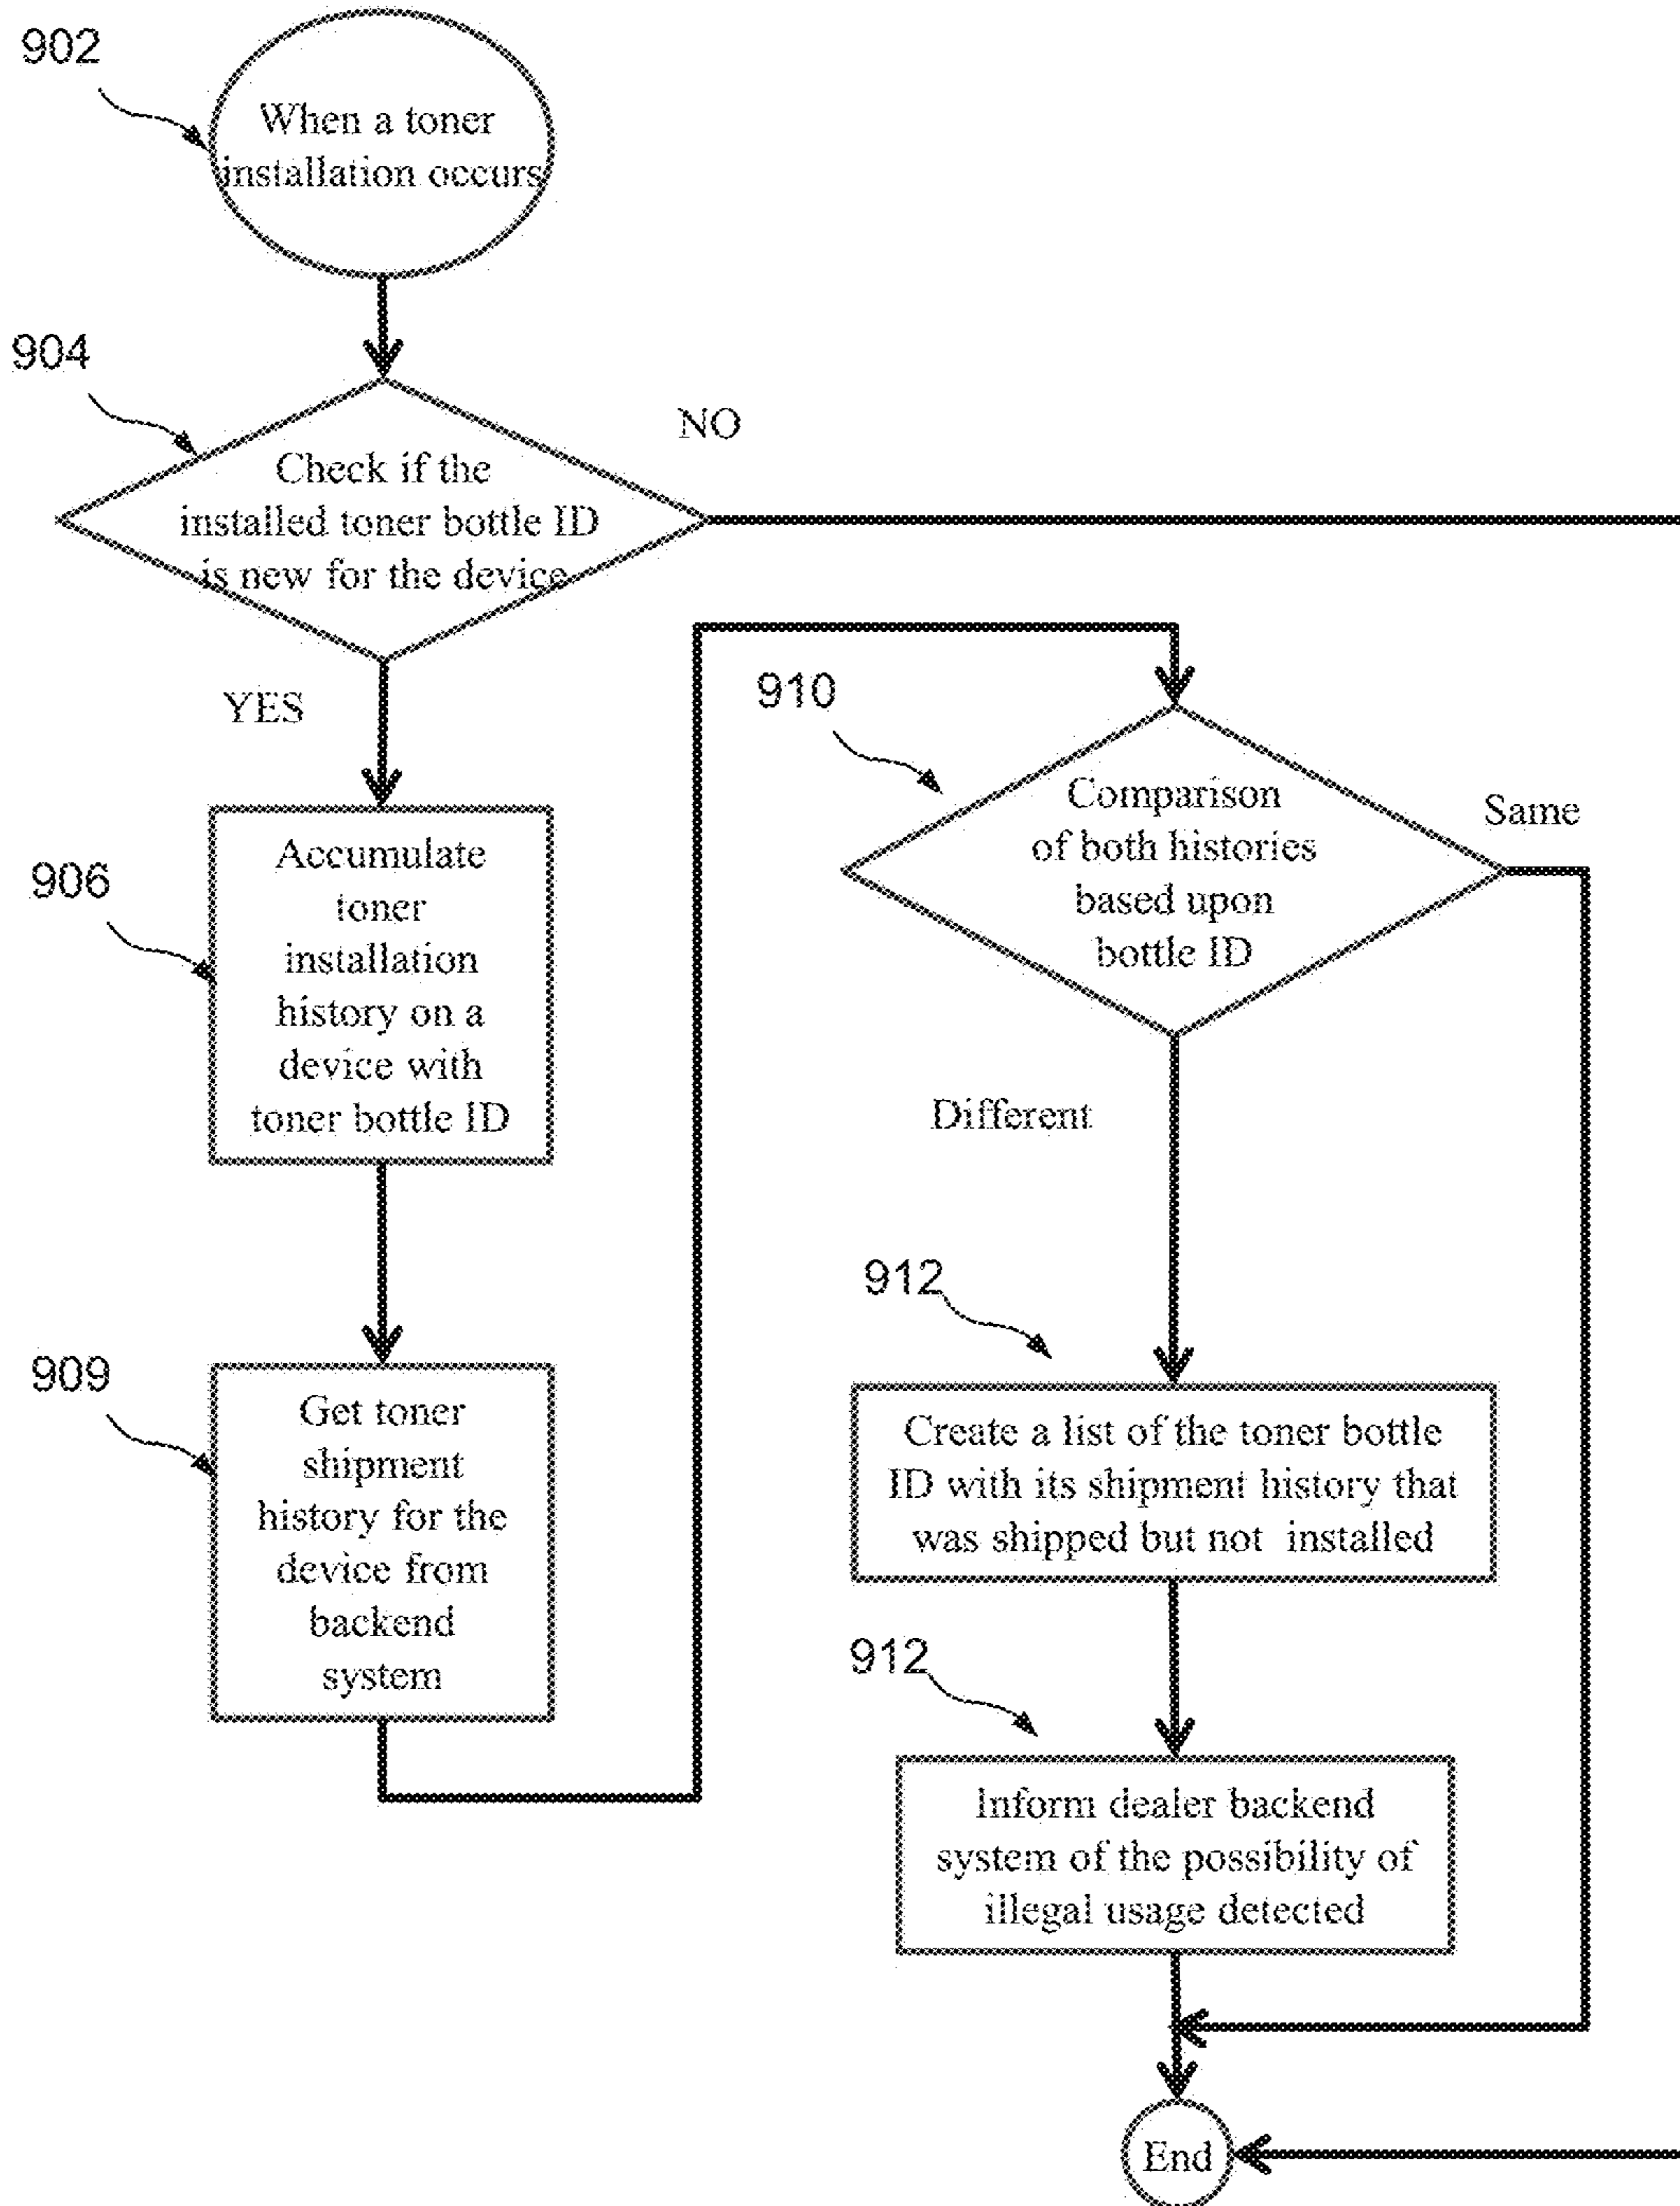 902
When a toner
installation occurs
904
Check if the
installed toner bottle ID
is new for the device
NO
YES
906
Accumulate
toner
installation
history on a
device with
toner bottle ID
909
Get toner
shipment
history for the
device from
backend
system
910
Comparison
of both histories
based upon
bottle ID
Same
Different
912
Create a list of the toner bottle
ID with its shipment history that
was shipped but not installed
912
Inform dealer backend
system of the possibility of
illegal usage detected
End